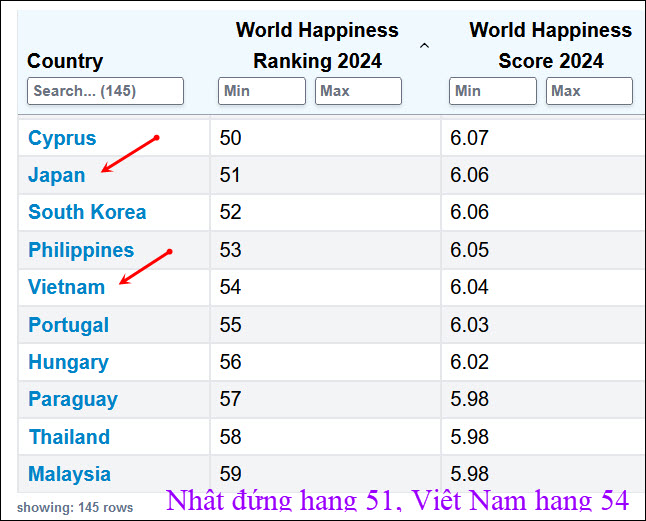 Country
World Happiness
Ranking 2024
World Happiness
Score 2024
Search... (145)
Min
Max
Min
Max
Cyprus 50 6.07
Japan 51 6.06
South Korea 52 6.06
Philippines 53 6.05
Vietnam 54 6.04
Portugal 55 6.03
Hungary 56 6.02
Paraguay 57 5.98
Thailand 58 5.98
Malaysia 59 5.98
showing: 145 rows
Nhật đứng hạng 51, Việt Nam hạng 54